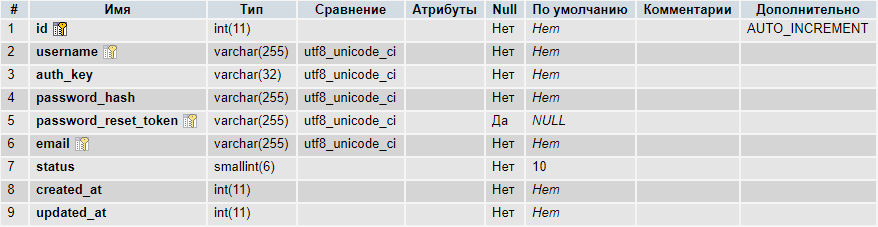 # Имя Тип Сравнение Атрибуты Null По умолчанию Комментарии Дополнительно
1 id int(11) Нет Нет AUTO_INCREMENT
2 username varchar(255) utf8_unicode_ci Нет Нет
3 auth_key varchar(32) utf8_unicode_ci Нет Нет
4 password_hash varchar(255) utf8_unicode_ci Нет Нет
5 password_reset_token varchar(255) utf8_unicode_ci Да NULL
6 email varchar(255) utf8_unicode_ci Нет Нет
7 status smallint(6) Нет 10
8 created_at int(11) Нет Нет
9 updated_at int(11) Нет Нет